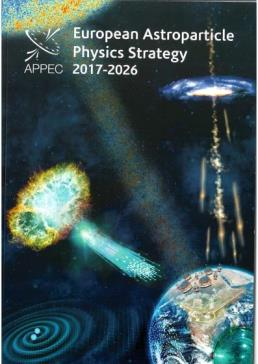 European Astroparticle
Physics Strategy
2017-2026
APPEC